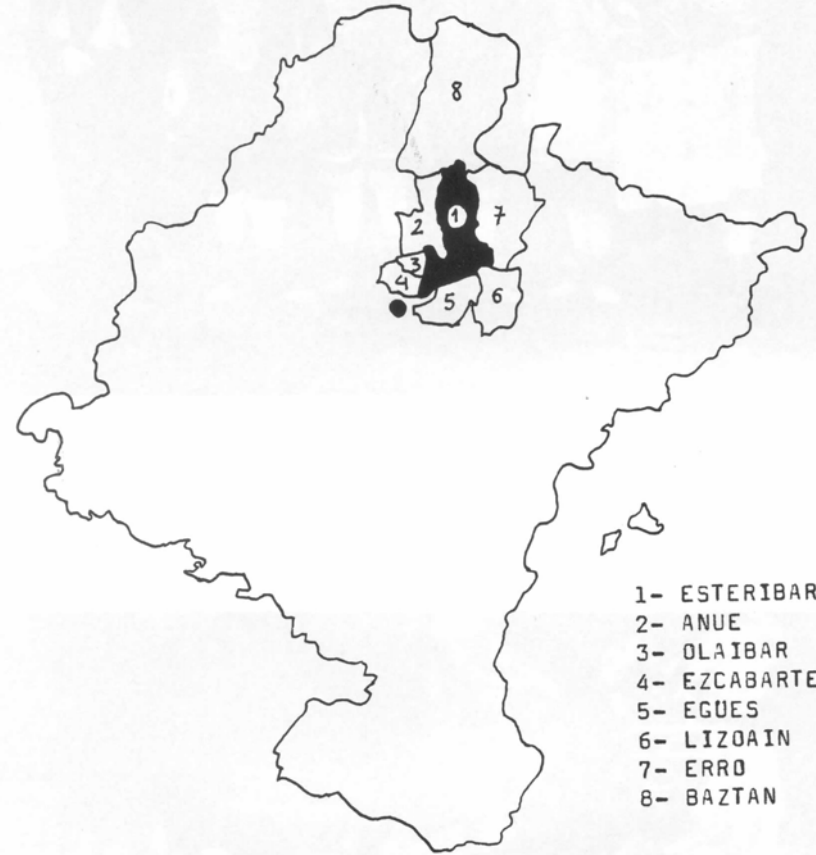 8
1
7
2
3
4
5
6
1- ESTERIBAR
2- ANUE
3- OLAIBAR
4- EZCABARTE
5- EGUES
6- LIZOAIN
7- ERRO
8- BAZTAN